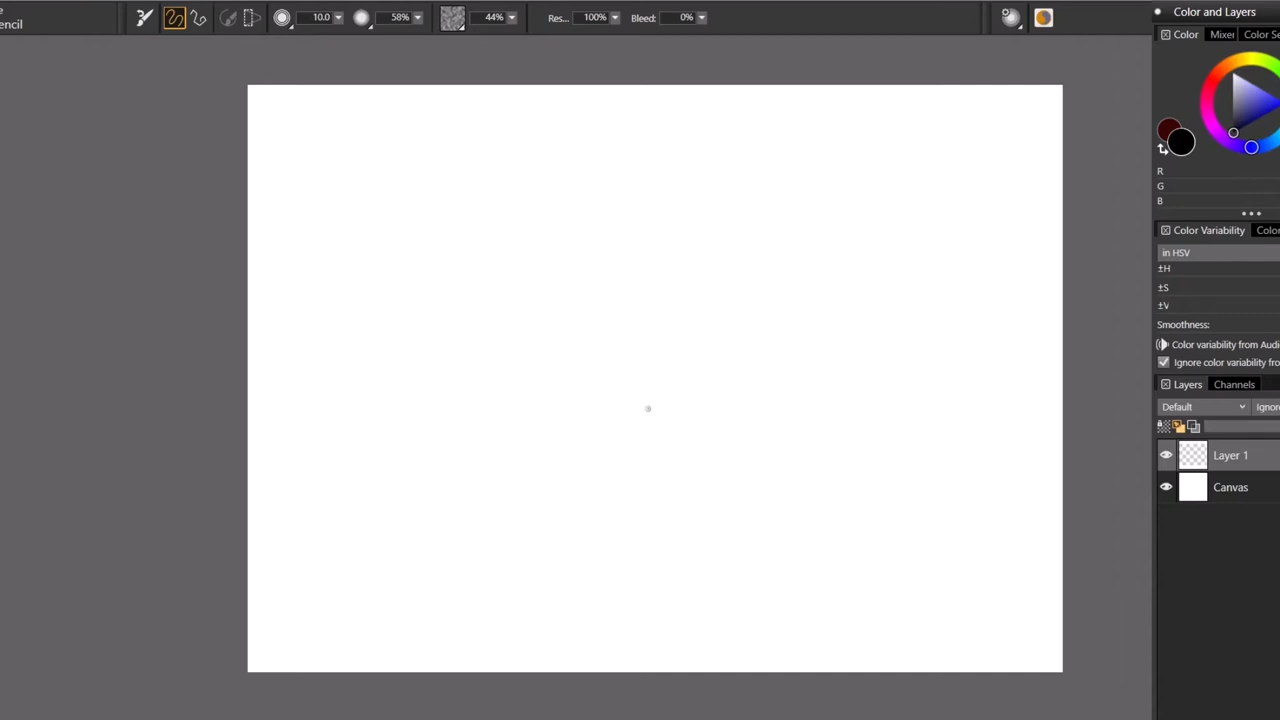 e
encil
10.0
58%
44%
Res... 100%
Bleed: 0%
Color and Layers
Color Mixer Color Se
R
G
B
Color Variability Color
in HSV
±H
±S
±V
Smoothness:
Color variability from Audi
Ignore color variability fro
Layers Channels
Default Ignore
Layer 1
Canvas